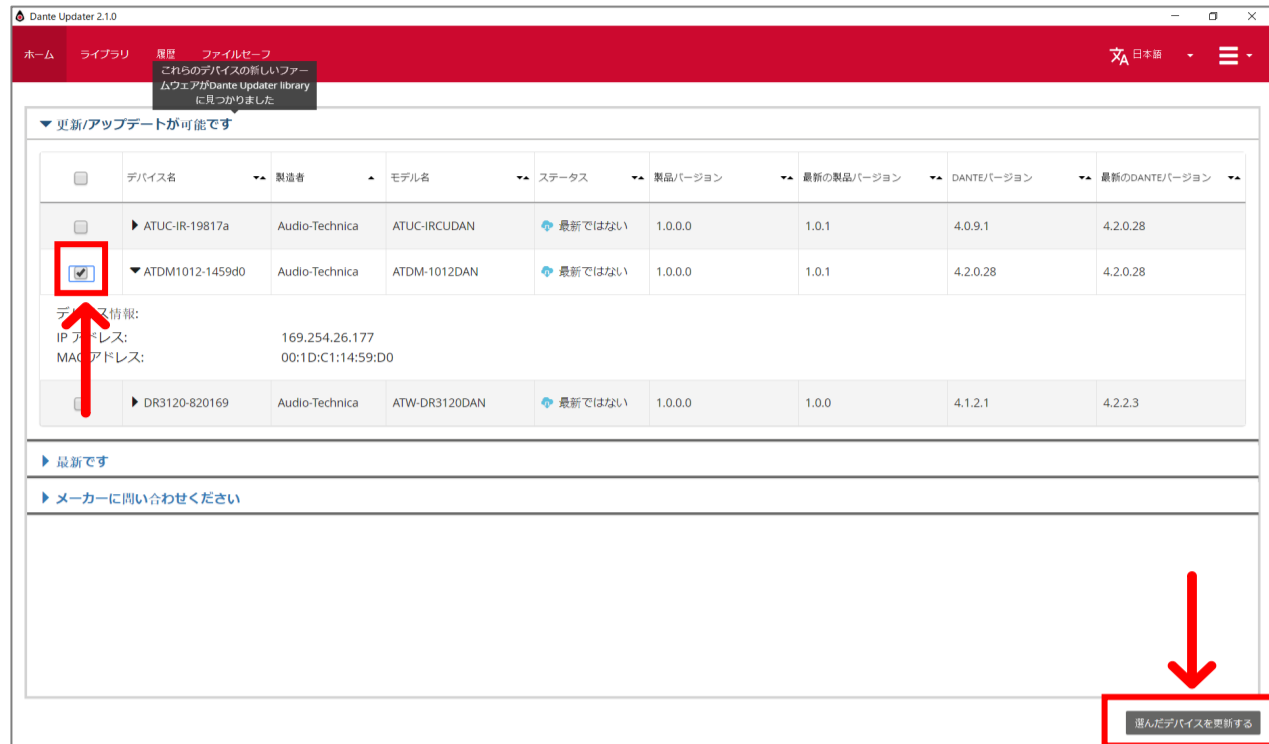 Dante Updater 2.1.0
ホーム ライブラリ 履歴 ファイルセーフ 日本語
これらのデバイスの新しいファー
ムウェアがDante Updater library
に見つかりました
更新/アップデートが可能です
デバイス名 製造者 モデル名 ステータス 製品バージョン 最新の製品バージョン DANTEバージョン 最新のDANTEバージョン
ATUC-IR-19817a Audio-Technica ATUC-IRCUDAN 最新ではない 1.0.0.0 1.0.1 4.0.9.1 4.2.0.28
ATDM1012-1459d0 Audio-Technica ATDM-1012DAN 最新ではない 1.0.0.0 1.0.1 4.2.0.28 4.2.0.28
デバイス情報:
IP アドレス: 169.254.26.177
MAC アドレス: 00:1D:C1:14:59:D0
DR3120-820169 Audio-Technica ATW-DR3120DAN 最新ではない 1.0.0.0 1.0.0 4.1.2.1 4.2.2.3
最新です
メーカーに問い合わせください
選んだデバイスを更新する